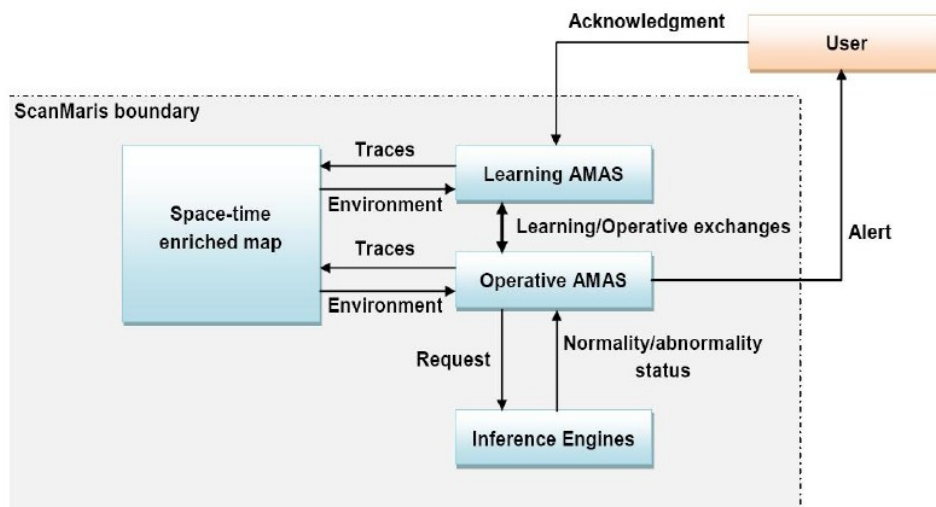 Acknowledgment
User
ScanMaris boundary
Traces
Learning AMAS
Environment
Space-time
enriched map
Learning/Operative exchanges
Alert
Traces
Operative AMAS
Environment
Request
Normality/abnormality
status
Inference Engines